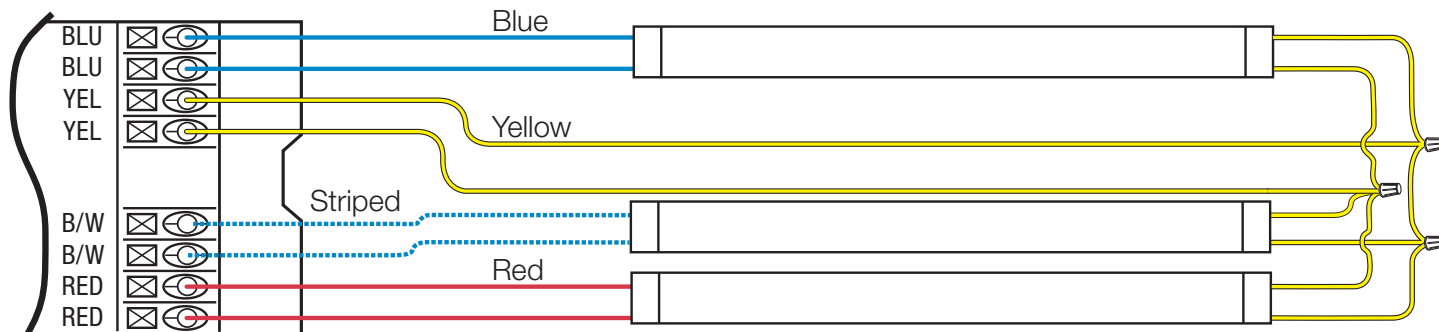 BLU
Blue
BLU
YEL
YEL
Yellow
Striped
B/W
B/W
Red
RED
RED